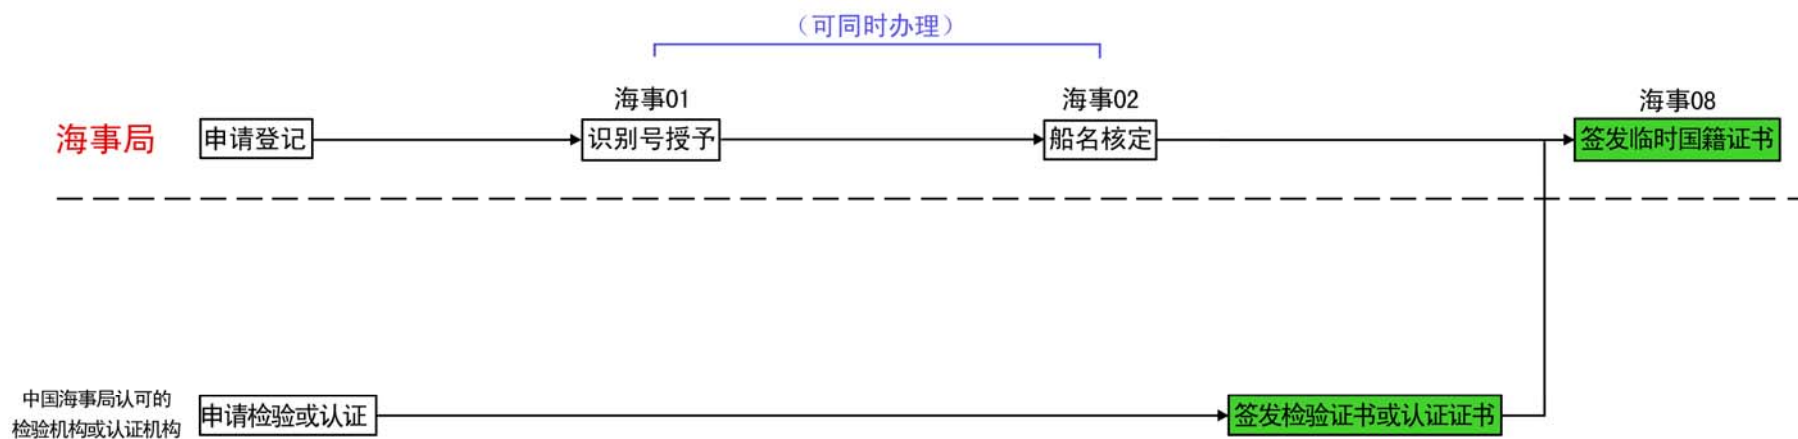 （可同时办理）
海事01
海事02
海事08
海事局
申请登记
识别号授予
船名核定
签发临时国籍证书
中国海事局认可的
检验机构或认证机构
申请检验或认证
签发检验证书或认证证书